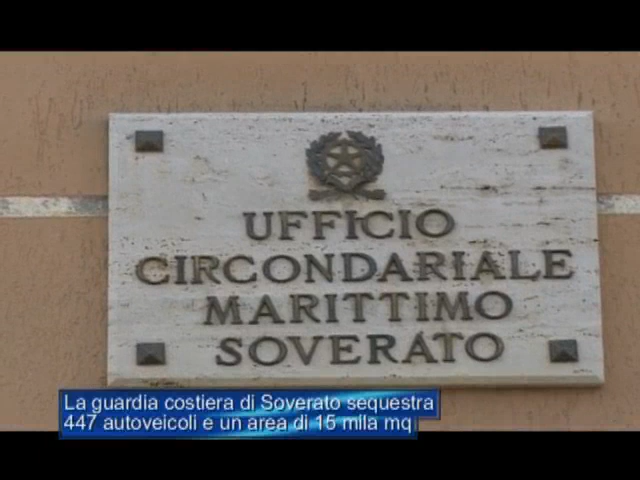 UFFICIO
CIRCONDARIALE
MARITTIMO
SOVERATO
La guardia costiera di Soverato sequestra
447 autoveicoli e un area di 15 mila mq